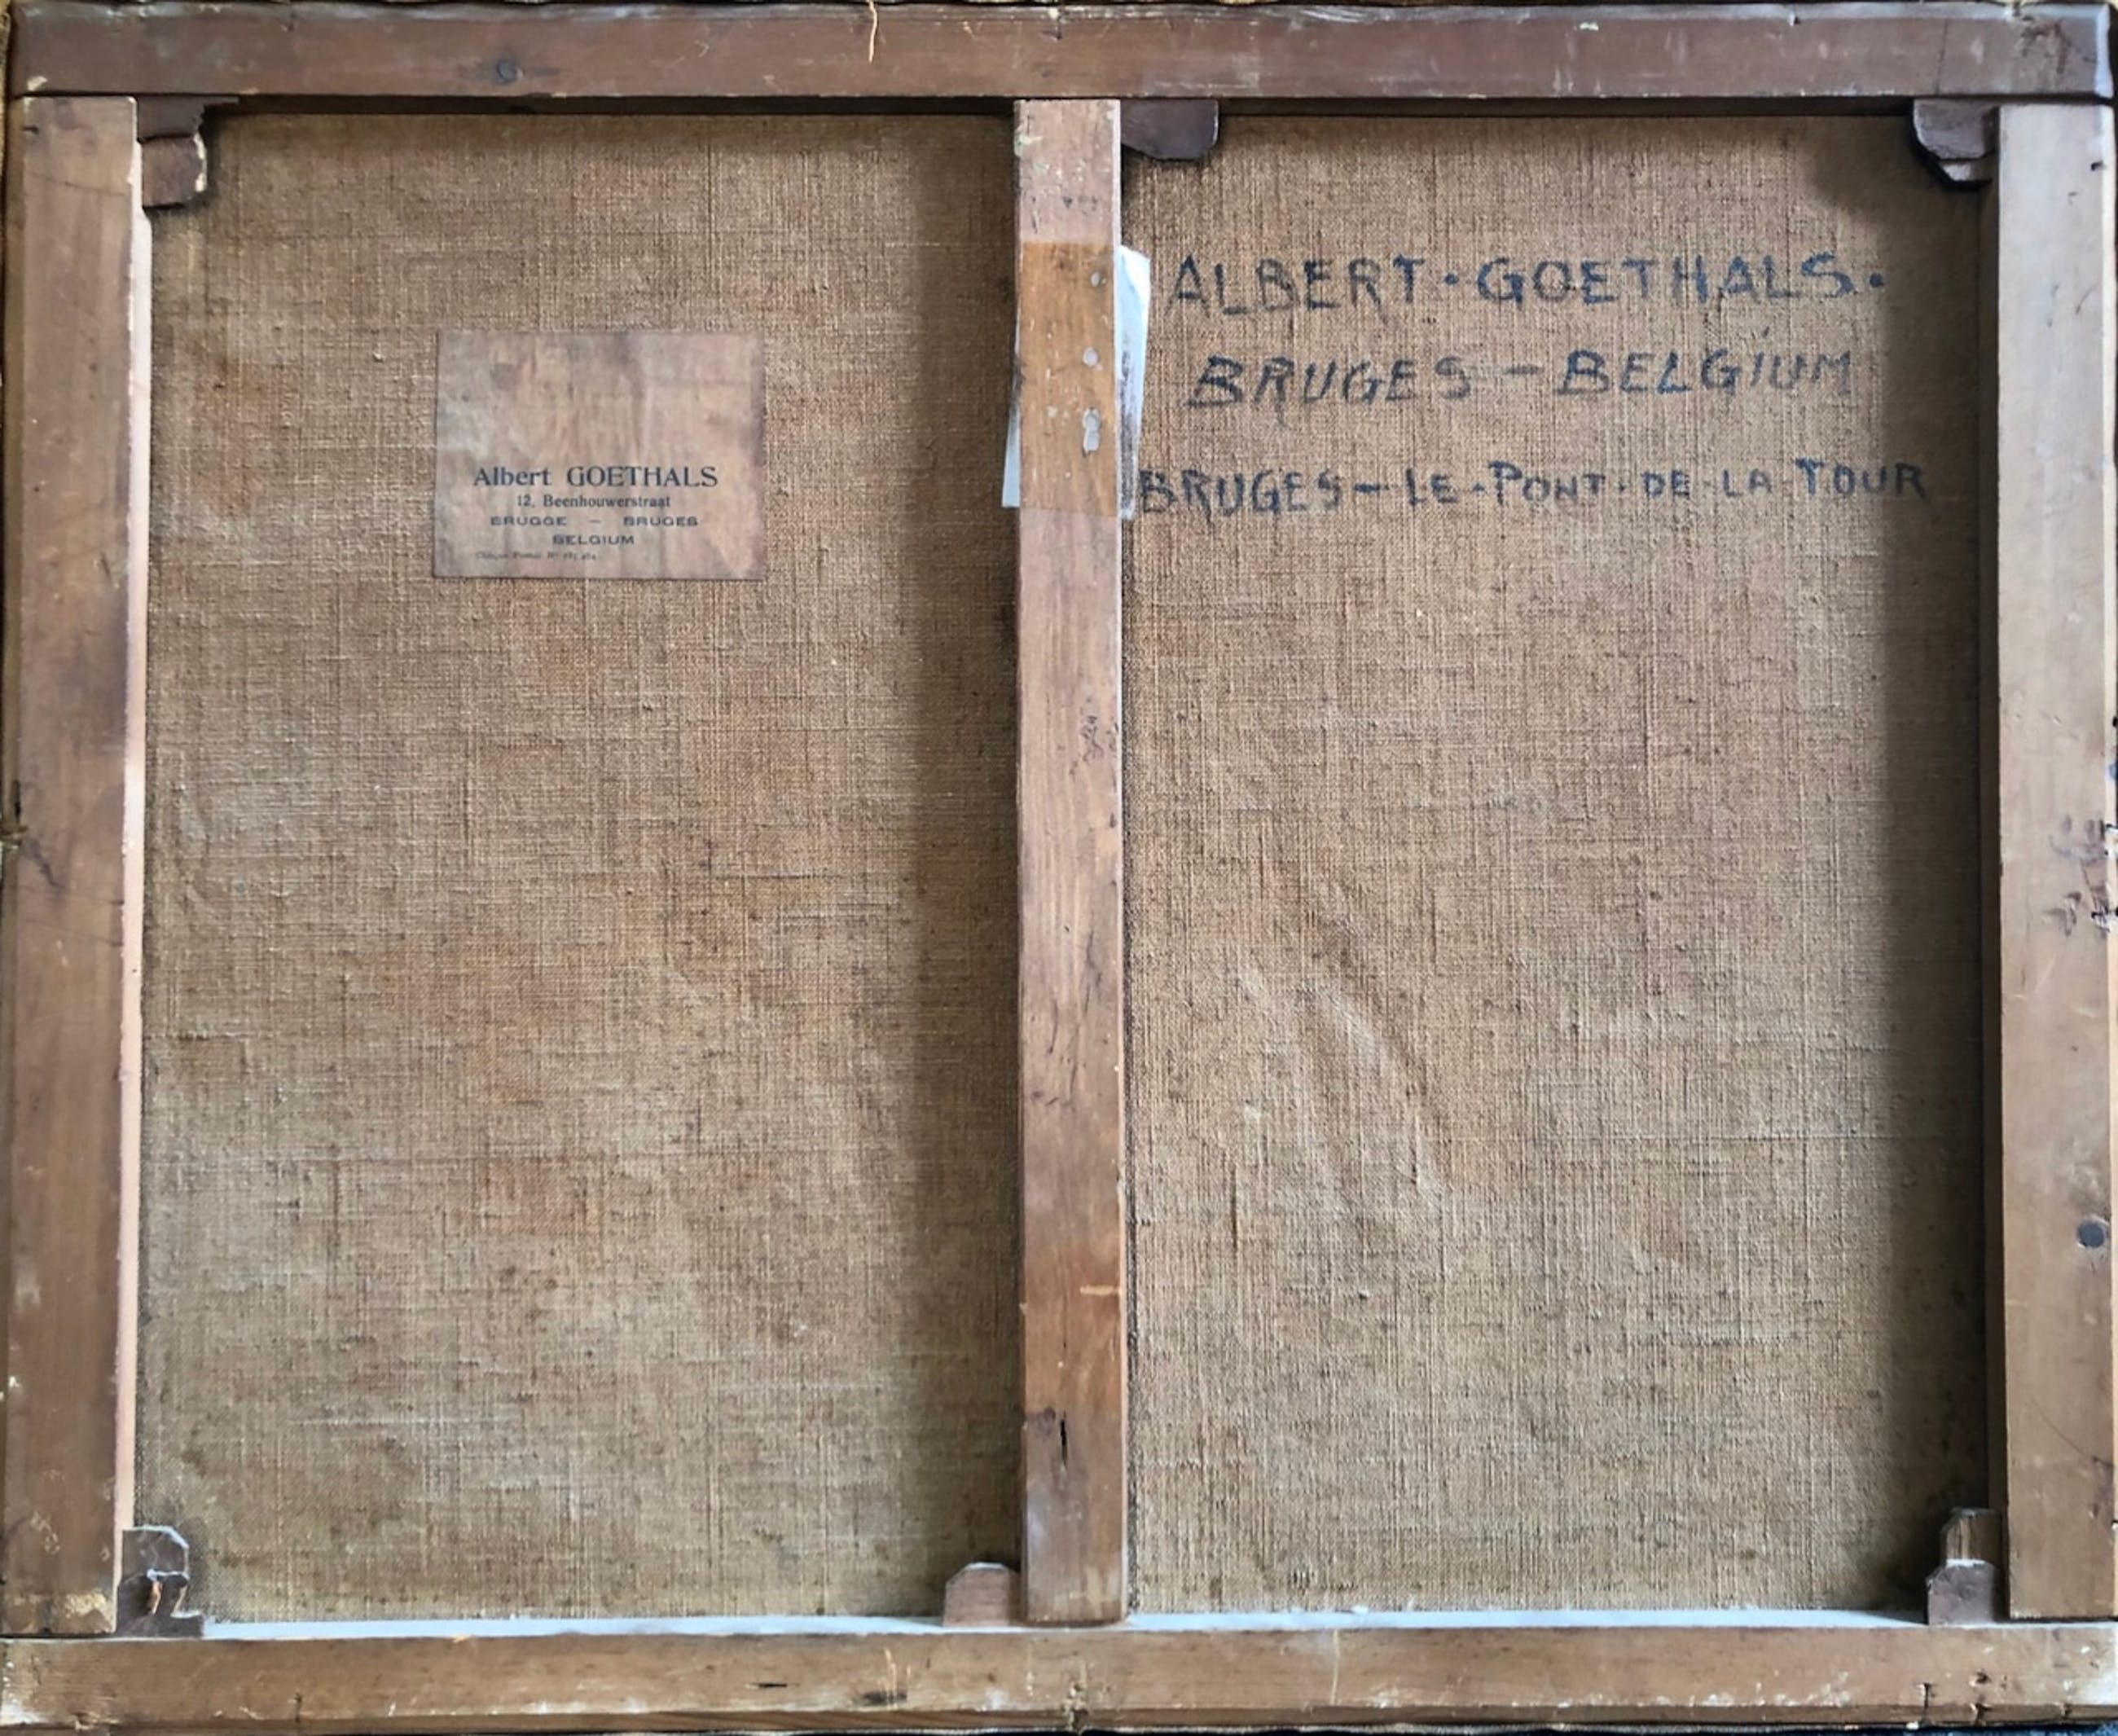 Albert GOETHALS
12, Beenhouwerstraat
BRUGGE — BRUGES
BELGIUM
ALBERT · GOETHALS.
BRUGES - BELGIUM
BRUGES - LE · PONT · DE · LA · TOUR